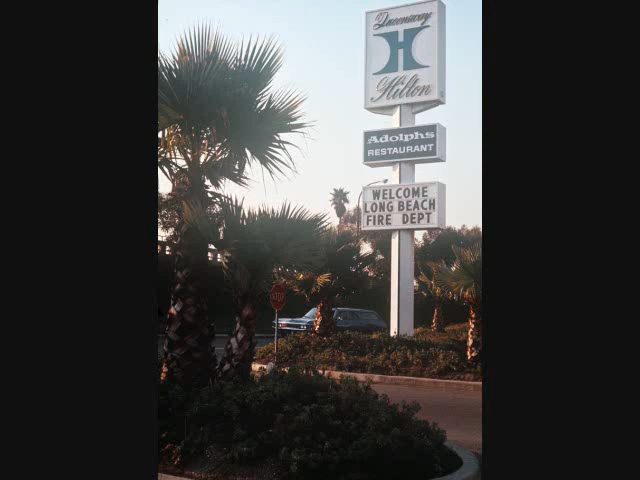 Queensway
H
Hilton
Adolphs
RESTAURANT
WELCOME
LONG BEACH
FIRE DEPT